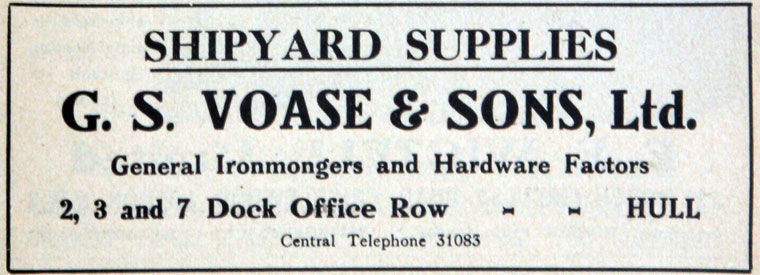 SHIPYARD SUPPLIES
G. S. VOASE & SONS, Ltd.
General Ironmongers and Hardware Factors
2, 3 and 7 Dock Office Row - - HULL
Central Telephone 31083